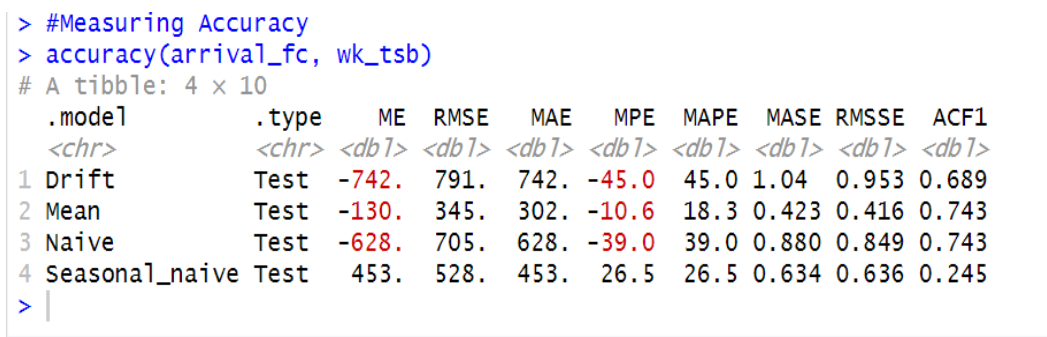 > #Measuring Accuracy
> accuracy(arrival_fc, wk_tsb)
# A tibble: 4 × 10
.model .type ME RMSE MAE MPE MAPE MASE RMSSE ACF1
<chr> <chr> <dbl> <dbl> <dbl> <dbl> <dbl> <dbl> <dbl> <dbl>
1 Drift Test -742. 791. 742. -45.0 45.0 1.04 0.953 0.689
2 Mean Test -130. 345. 302. -10.6 18.3 0.423 0.416 0.743
3 Naive Test -628. 705. 628. -39.0 39.0 0.880 0.849 0.743
4 Seasonal_naive Test 453. 528. 453. 26.5 26.5 0.634 0.636 0.245
>